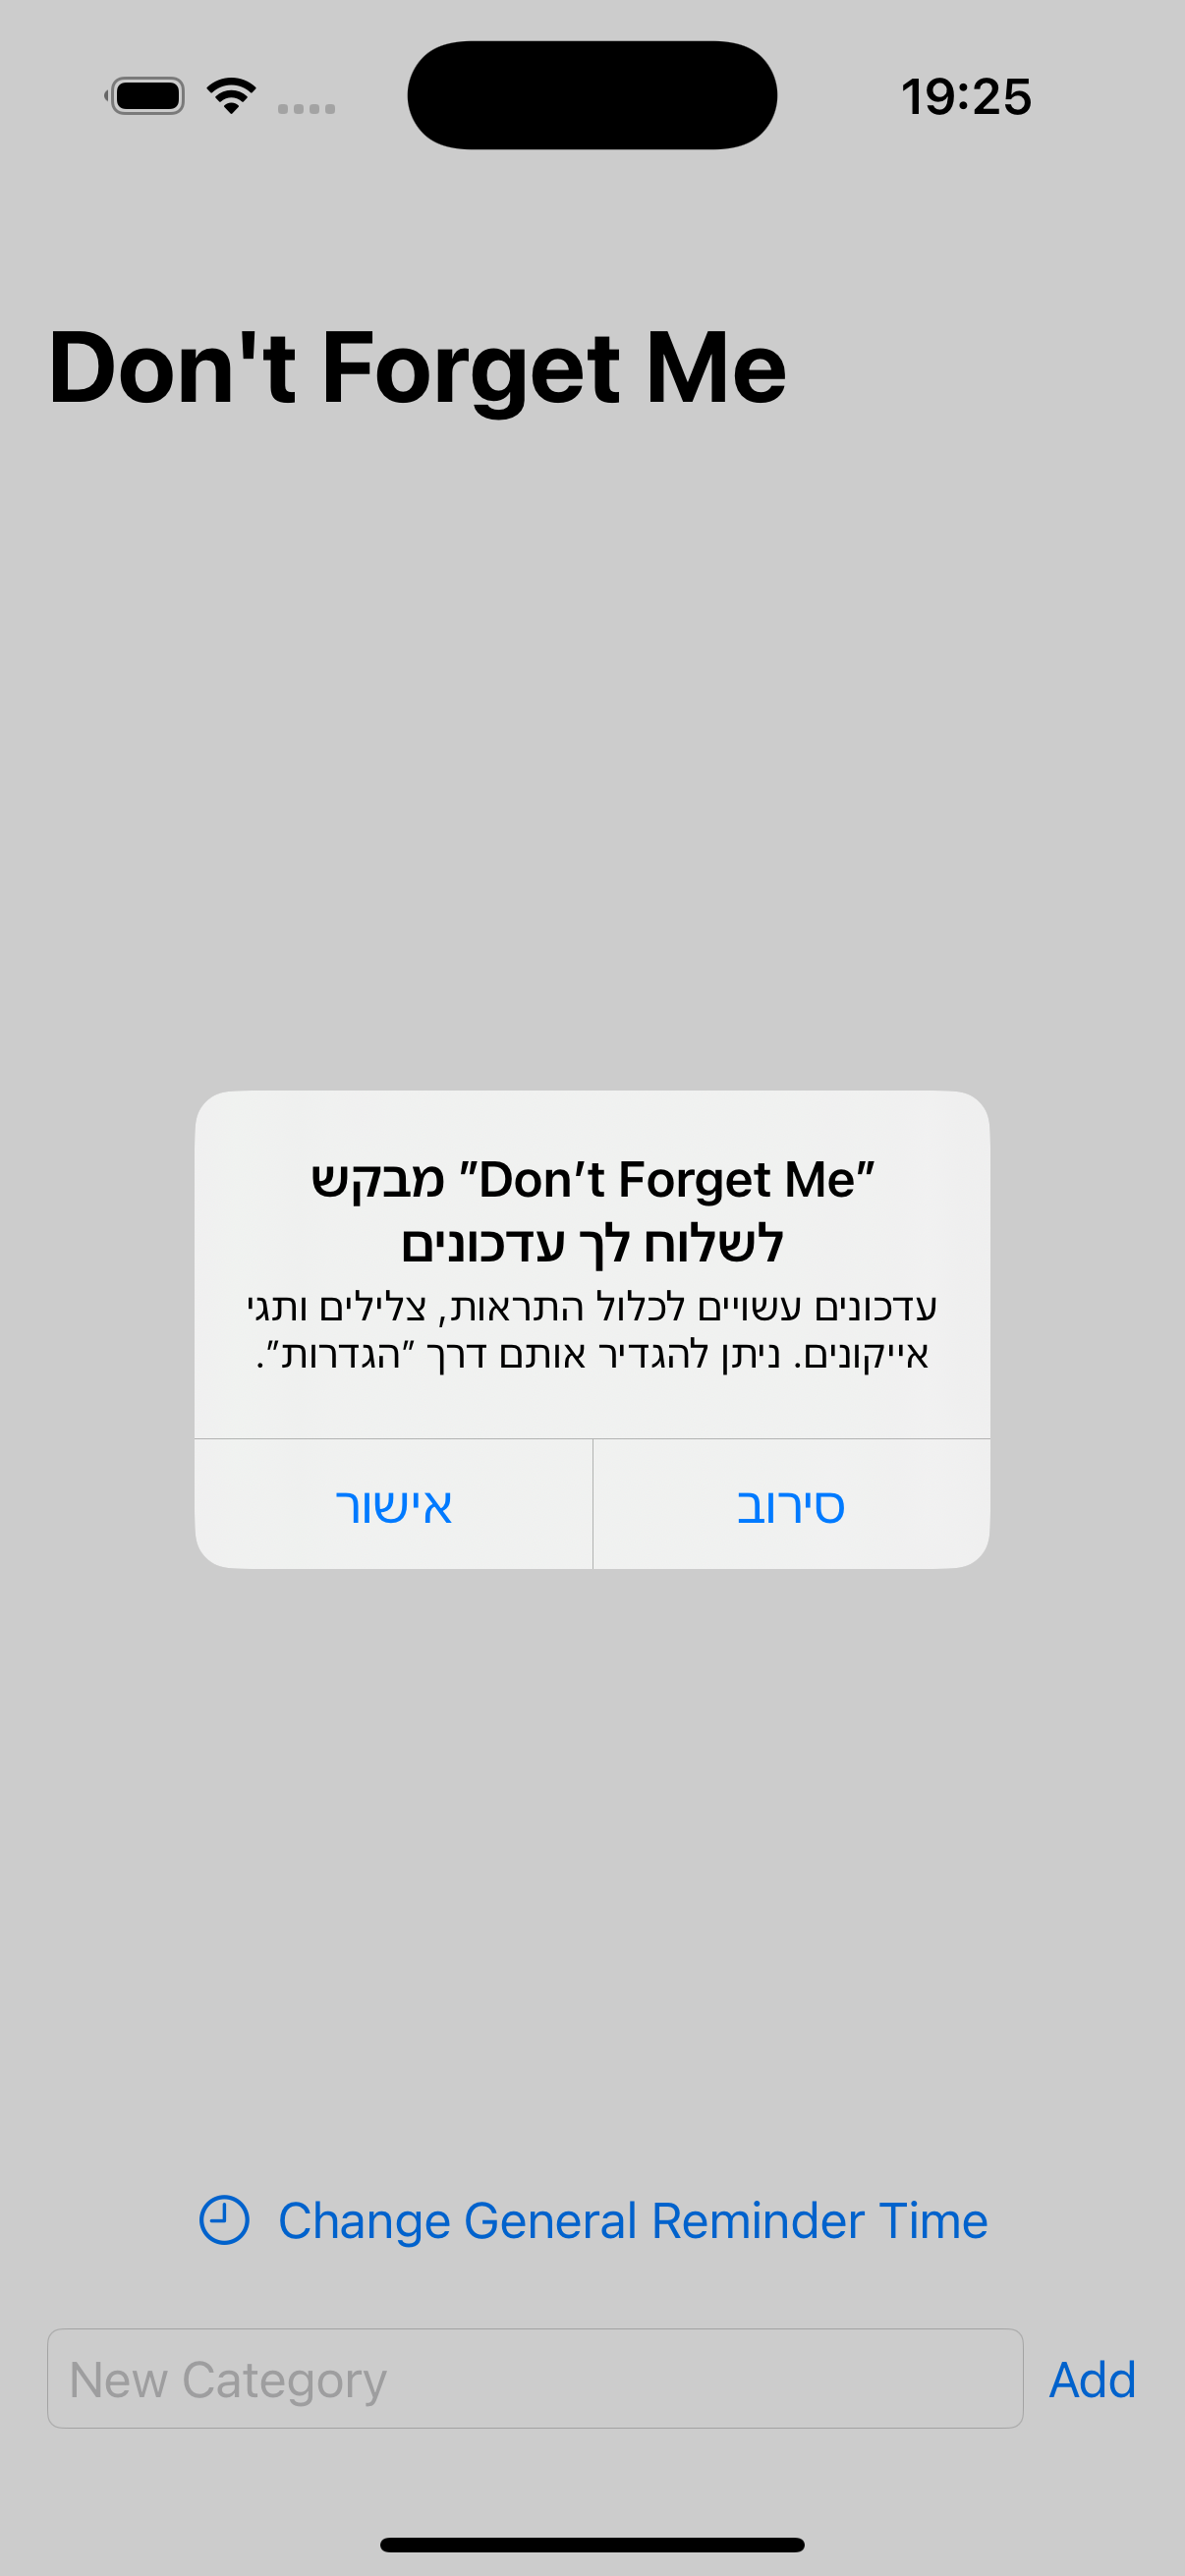 19:25
Don't Forget Me
”Don’t Forget Me” מבקש
לשלוח לך עדכונים
עדכונים עשויים לכלול התראות, צלילים ותגי
אייקונים. ניתן להגדיר אותם דרך ”הגדרות”.
סירוב
אישור
Change General Reminder Time
New Category
Add